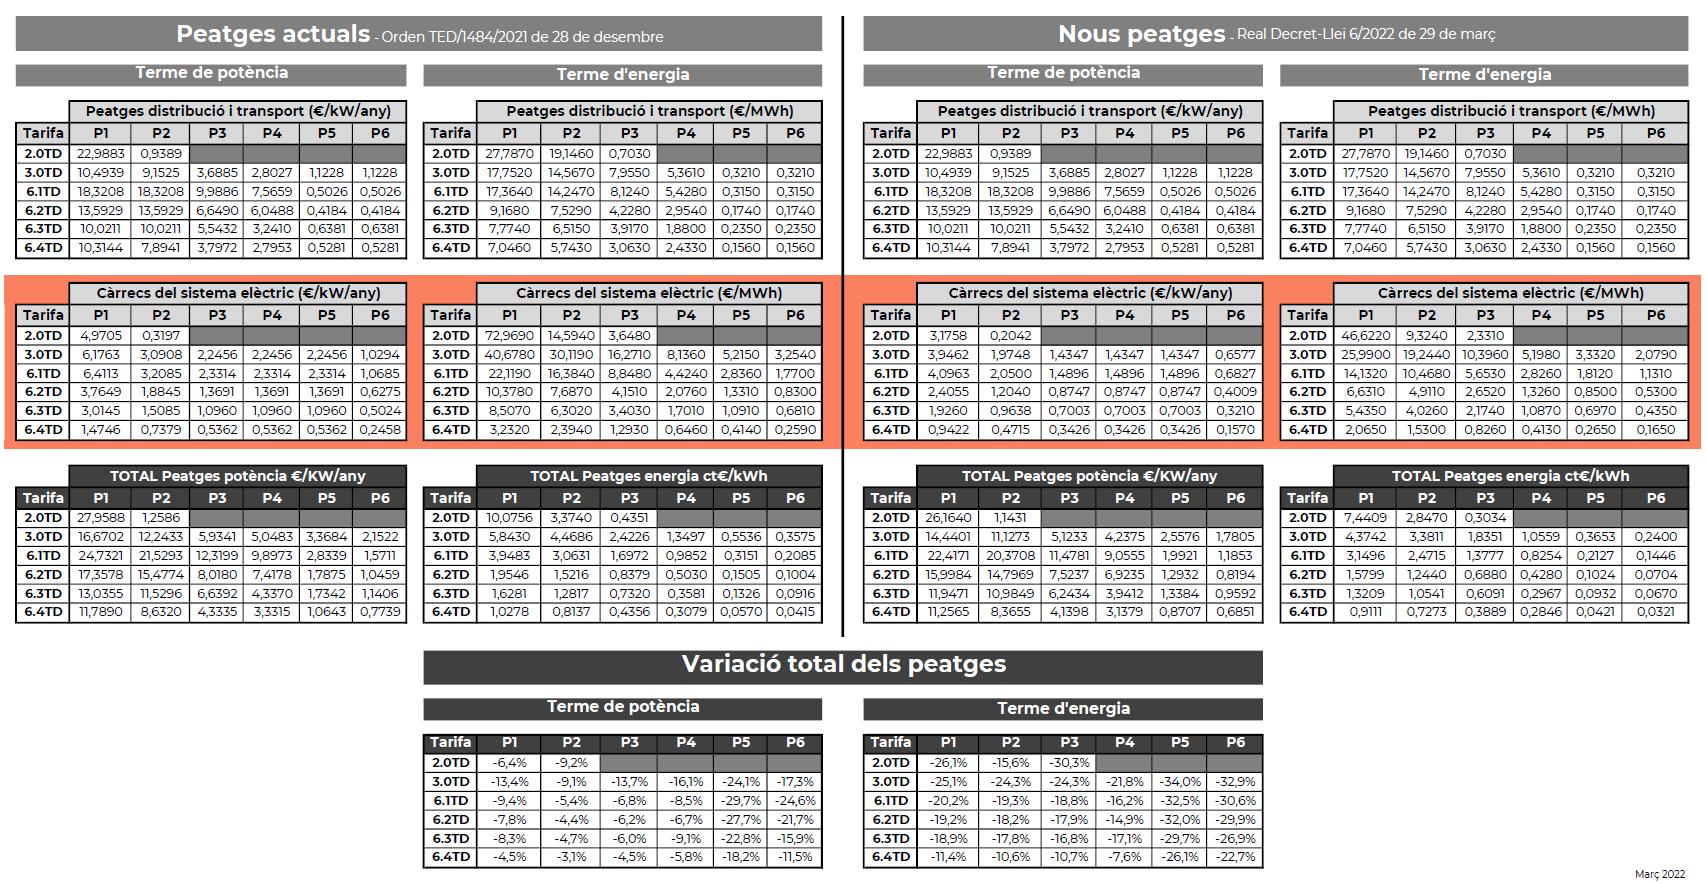 Peatges actuals - Orden TED/1484/2021 de 28 de desembre
Terme de potència
Terme d'energia
Peatges distribució i transport (€/kW/any)
Tarifa P1 P2 P3 P4 P5 P6
2.0TD 22,9883 0,9389
3.0TD 10,4939 9,1525 3,6885 2,8027 1,1228 1,1228
6.1TD 18,3208 18,3208 9,9886 7,5659 0,5026 0,5026
6.2TD 13,5929 13,5929 6,6490 6,0488 0,4184 0,4184
6.3TD 10,0211 10,0211 5,5432 3,2410 0,6381 0,6381
6.4TD 10,3144 7,8941 3,7972 2,7953 0,5281 0,5281
Peatges distribució i transport (€/MWh)
Tarifa P1 P2 P3 P4 P5 P6
2.0TD 27,7870 19,1460 0,7030
3.0TD 17,7520 14,5670 7,9550 5,3610 0,3210 0,3210
6.1TD 17,3640 14,2470 8,1240 5,4280 0,3150 0,3150
6.2TD 9,1680 7,5290 4,2280 2,9540 0,1740 0,1740
6.3TD 7,7740 6,5150 3,9170 1,8800 0,2350 0,2350
6.4TD 7,0460 5,7430 3,0630 2,4330 0,1560 0,1560
Càrrecs del sistema elèctric (€/kW/any)
Tarifa P1 P2 P3 P4 P5 P6
2.0TD 4,9705 0,3197
3.0TD 6,1763 3,0908 2,2456 2,2456 2,2456 1,0294
6.1TD 6,4113 3,2085 2,3314 2,3314 2,3314 1,0685
6.2TD 3,7649 1,8845 1,3691 1,3691 1,3691 0,6275
6.3TD 3,0145 1,5085 1,0960 1,0960 1,0960 0,5024
6.4TD 1,4746 0,7379 0,5362 0,5362 0,5362 0,2458
Càrrecs del sistema elèctric (€/MWh)
Tarifa P1 P2 P3 P4 P5 P6
2.0TD 72,9690 14,5940 3,6480
3.0TD 40,6780 30,1190 16,2710 8,1360 5,2150 3,2540
6.1TD 22,1190 16,3840 8,8480 4,4240 2,8360 1,7700
6.2TD 10,3780 7,6870 4,1510 2,0760 1,3310 0,8300
6.3TD 8,5070 6,3020 3,4030 1,7010 1,0910 0,6810
6.4TD 3,2320 2,3940 1,2930 0,6460 0,4140 0,2590
TOTAL Peatges potència €/KW/any
Tarifa P1 P2 P3 P4 P5 P6
2.0TD 27,9588 1,2586
3.0TD 16,6702 12,2433 5,9341 5,0483 3,3684 2,1522
6.1TD 24,7321 21,5293 12,3199 9,8973 2,8339 1,5711
6.2TD 17,3578 15,4774 8,0180 7,4178 1,7875 1,0459
6.3TD 13,0355 11,5296 6,6392 4,3370 1,7342 1,1406
6.4TD 11,7890 8,6320 4,3335 3,3315 1,0643 0,7739
TOTAL Peatges energia ct€/kWh
Tarifa P1 P2 P3 P4 P5 P6
2.0TD 10,0756 3,3740 0,4351
3.0TD 5,8430 4,4686 2,4226 1,3497 0,5536 0,3575
6.1TD 3,9483 3,0631 1,6972 0,9852 0,3151 0,2085
6.2TD 1,9546 1,5216 0,8379 0,5030 0,1505 0,1004
6.3TD 1,6281 1,2817 0,7320 0,3581 0,1326 0,0916
6.4TD 1,0278 0,8137 0,4356 0,3079 0,0570 0,0415
Nous peatges - Real Decret-Llei 6/2022 de 29 de març
Terme de potència
Terme d'energia
Peatges distribució i transport (€/kW/any)
Tarifa P1 P2 P3 P4 P5 P6
2.0TD 22,9883 0,9389
3.0TD 10,4939 9,1525 3,6885 2,8027 1,1228 1,1228
6.1TD 18,3208 18,3208 9,9886 7,5659 0,5026 0,5026
6.2TD 13,5929 13,5929 6,6490 6,0488 0,4184 0,4184
6.3TD 10,0211 10,0211 5,5432 3,2410 0,6381 0,6381
6.4TD 10,3144 7,8941 3,7972 2,7953 0,5281 0,5281
Peatges distribució i transport (€/MWh)
Tarifa P1 P2 P3 P4 P5 P6
2.0TD 27,7870 19,1460 0,7030
3.0TD 17,7520 14,5670 7,9550 5,3610 0,3210 0,3210
6.1TD 17,3640 14,2470 8,1240 5,4280 0,3150 0,3150
6.2TD 9,1680 7,5290 4,2280 2,9540 0,1740 0,1740
6.3TD 7,7740 6,5150 3,9170 1,8800 0,2350 0,2350
6.4TD 7,0460 5,7430 3,0630 2,4330 0,1560 0,1560
Càrrecs del sistema elèctric (€/kW/any)
Tarifa P1 P2 P3 P4 P5 P6
2.0TD 3,1758 0,2042
3.0TD 3,9462 1,9748 1,4347 1,4347 1,4347 0,6577
6.1TD 4,0963 2,0500 1,4896 1,4896 1,4896 0,6827
6.2TD 2,4055 1,2040 0,8747 0,8747 0,8747 0,4009
6.3TD 1,9260 0,9638 0,7003 0,7003 0,7003 0,3210
6.4TD 0,9422 0,4715 0,3426 0,3426 0,3426 0,1570
Càrrecs del sistema elèctric (€/MWh)
Tarifa P1 P2 P3 P4 P5 P6
2.0TD 46,6220 9,3240 2,3310
3.0TD 25,9900 19,2440 10,3960 5,1980 3,3320 2,0790
6.1TD 14,1320 10,4680 5,6530 2,8260 1,8120 1,1310
6.2TD 6,6310 4,9110 2,6520 1,3260 0,8500 0,5300
6.3TD 5,4350 4,0260 2,1740 1,0870 0,6970 0,4350
6.4TD 2,0650 1,5300 0,8260 0,4130 0,2650 0,1650
TOTAL Peatges potència €/KW/any
Tarifa P1 P2 P3 P4 P5 P6
2.0TD 26,1640 1,1431
3.0TD 14,4401 11,1273 5,1233 4,2375 2,5576 1,7805
6.1TD 22,4171 20,3708 11,4781 9,0555 1,9921 1,1853
6.2TD 15,9984 14,7969 7,5237 6,9235 1,2932 0,8194
6.3TD 11,9471 10,9849 6,2434 3,9412 1,3384 0,9592
6.4TD 11,2565 8,3655 4,1398 3,1379 0,8707 0,6851
TOTAL Peatges energia ct€/kWh
Tarifa P1 P2 P3 P4 P5 P6
2.0TD 7,4409 2,8470 0,3034
3.0TD 4,3742 3,3811 1,8351 1,0559 0,3653 0,2400
6.1TD 3,1496 2,4715 1,3777 0,8254 0,2127 0,1446
6.2TD 1,5799 1,2440 0,6880 0,4280 0,1024 0,0704
6.3TD 1,3209 1,0541 0,6091 0,2967 0,0932 0,0670
6.4TD 0,9111 0,7273 0,3889 0,2846 0,0421 0,0321
Variació total dels peatges
Terme de potència
Tarifa P1 P2 P3 P4 P5 P6
2.0TD -6,4% -9,2%
3.0TD -13,4% -9,1% -13,7% -16,1% -24,1% -17,3%
6.1TD -9,4% -5,4% -6,8% -8,5% -29,7% -24,6%
6.2TD -7,8% -4,4% -6,2% -6,7% -27,7% -21,7%
6.3TD -8,3% -4,7% -6,0% -9,1% -22,8% -15,9%
6.4TD -4,5% -3,1% -4,5% -5,8% -18,2% -11,5%
Terme d'energia
Tarifa P1 P2 P3 P4 P5 P6
2.0TD -26,1% -15,6% -30,3%
3.0TD -25,1% -24,3% -24,3% -21,8% -34,0% -32,9%
6.1TD -20,2% -19,3% -18,8% -16,2% -32,5% -30,6%
6.2TD -19,2% -18,2% -17,9% -14,9% -32,0% -29,9%
6.3TD -18,9% -17,8% -16,8% -17,1% -29,7% -26,9%
6.4TD -11,4% -10,6% -10,7% -7,6% -26,1% -22,7%
Març 2022